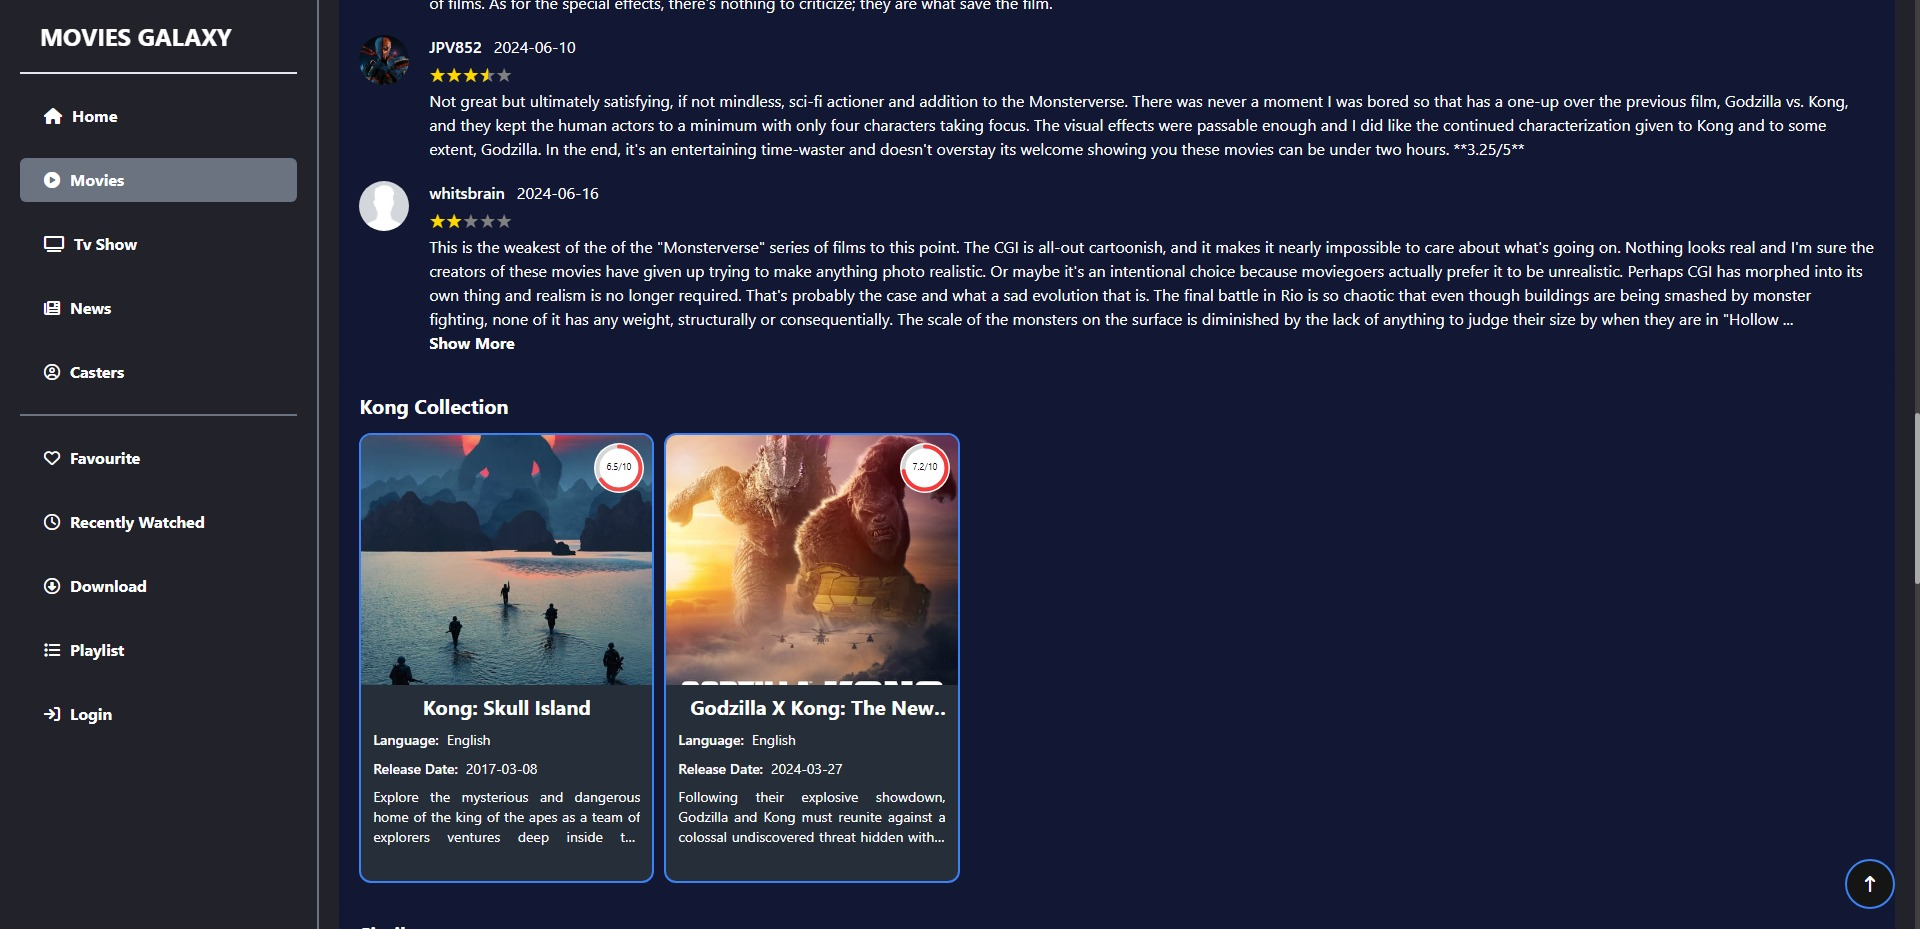 MOVIES GALAXY
Home
Movies
Tv Show
News
Casters
Favourite
Recently Watched
Download
Playlist
Login
of films. As for the special effects, there's nothing to criticize; they are what save the film.
JPV852 2024-06-10
Not great but ultimately satisfying, if not mindless, sci-fi actioner and addition to the Monsterverse. There was never a moment I was bored so that has a one-up over the previous film, Godzilla vs. Kong,
and they kept the human actors to a minimum with only four characters taking focus. The visual effects were passable enough and I did like the continued characterization given to Kong and to some
extent, Godzilla. In the end, it's an entertaining time-waster and doesn't overstay its welcome showing you these movies can be under two hours. **3.25/5**
whitsbrain 2024-06-16
This is the weakest of the of the "Monsterverse" series of films to this point. The CGI is all-out cartoonish, and it makes it nearly impossible to care about what's going on. Nothing looks real and I'm sure the
creators of these movies have given up trying to make anything photo realistic. Or maybe it's an intentional choice because moviegoers actually prefer it to be unrealistic. Perhaps CGI has morphed into its
own thing and realism is no longer required. That's probably the case and what a sad evolution that is. The final battle in Rio is so chaotic that even though buildings are being smashed by monster
fighting, none of it has any weight, structurally or consequentially. The scale of the monsters on the surface is diminished by the lack of anything to judge their size by when they are in "Hollow ...
Show More
Kong Collection
6.5/10
Kong: Skull Island
Language: English
Release Date: 2017-03-08
Explore the mysterious and dangerous
home of the king of the apes as a team of
explorers ventures deep inside t...
7.2/10
Godzilla X Kong: The New..
Language: English
Release Date: 2024-03-27
Following their explosive showdown,
Godzilla and Kong must reunite against a
colossal undiscovered threat hidden with...